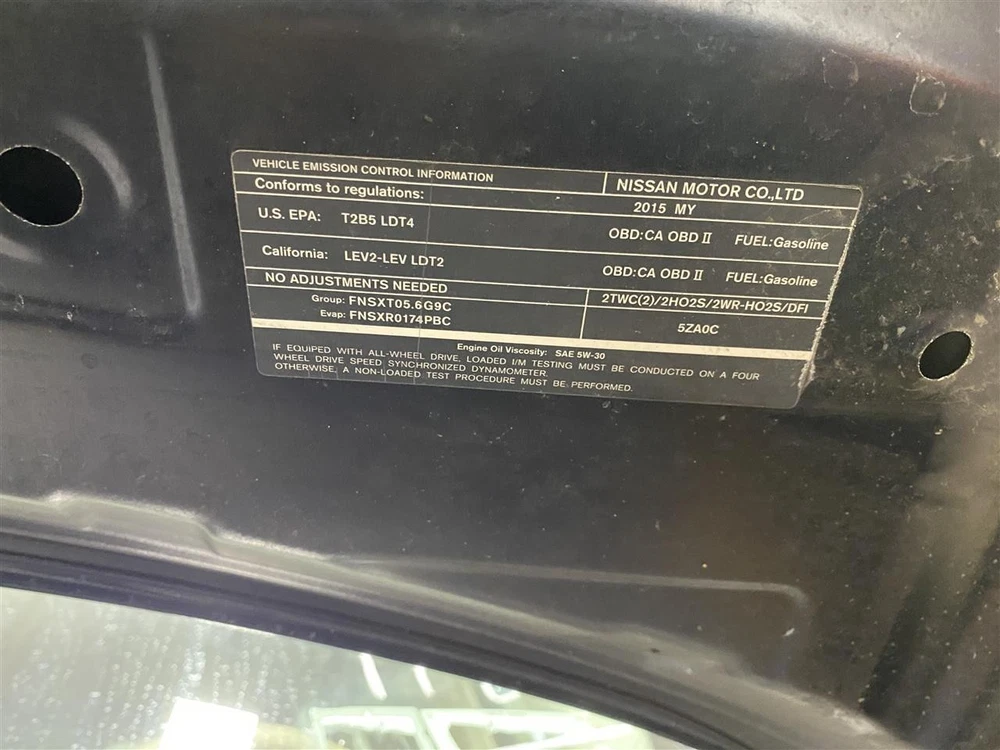 VEHICLE EMISSION CONTROL INFORMATION
NISSAN MOTOR CO.,LTD
Conforms to regulations:
2015 MY
U.S. EPA: T2B5 LDT4
OBD:CA OBD II FUEL:Gasoline
California: LEV2-LEV LDT2
OBD:CA OBD II FUEL:Gasoline
NO ADJUSTMENTS NEEDED
2TWC(2)/2HO2S/2WR-HO2S/DFI
Group: FNSXT05.6G9C
Evap: FNSXR0174PBC
5ZA0C
Engine Oil Viscosity: SAE 5W-30
IF EQUIPED WITH ALL-WHEEL DRIVE, LOADED I/M TESTING MUST BE CONDUCTED ON A FOUR
WHEEL DRIVE SPEED SYNCHRONIZED DYNAMOMETER.
OTHERWISE, A NON-LOADED TEST PROCEDURE MUST BE PERFORMED.